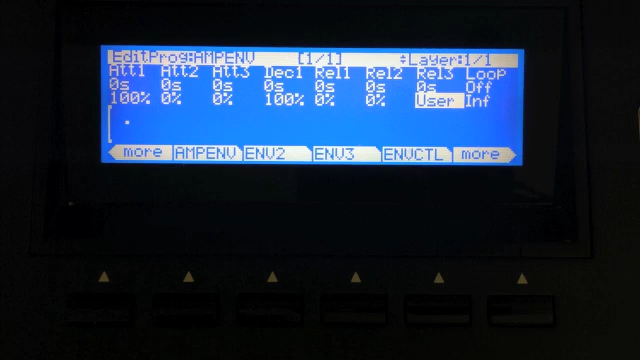 EditProg:AMPENV [1/1] Layer:1/1
Att1 Att2 Att3 Dec1 Rel1 Rel2 Rel3 Loop
0s 0s 0s 0s 0s 0s 0s Off
100% 0% 0% 100% 0% 0% User Inf
more AMPENV ENV2 ENV3 ENVCTL more